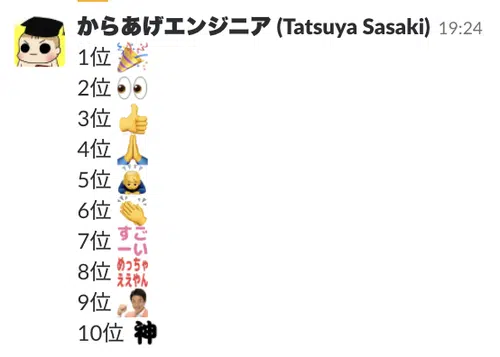 からあげエンジニア (Tatsuya Sasaki) 19:24
1位 🎉
2位 👀
3位 👍
4位 🙏
5位 🙇
6位 👏
7位 すごーい
8位 めっちゃええやん
9位
10位 神